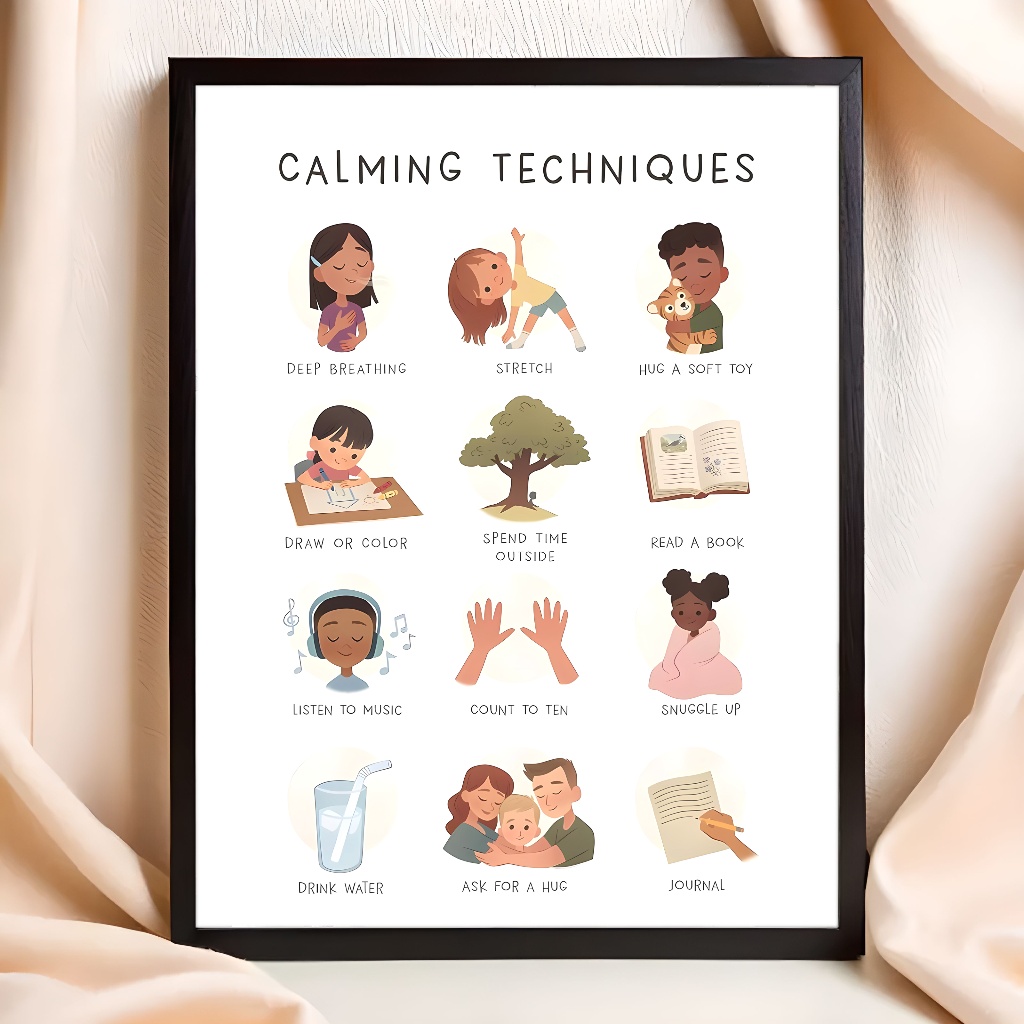 CALMING TECHNIQUES
DEEP BREATHING
STRETCH
HUG A SOFT TOY
DRAW OR COLOR
SPEND TIME
OUTSIDE
READ A BOOK
LISTEN TO MUSIC
COUNT TO TEN
SNUGGLE UP
DRINK WATER
ASK FOR A HUG
JOURNAL